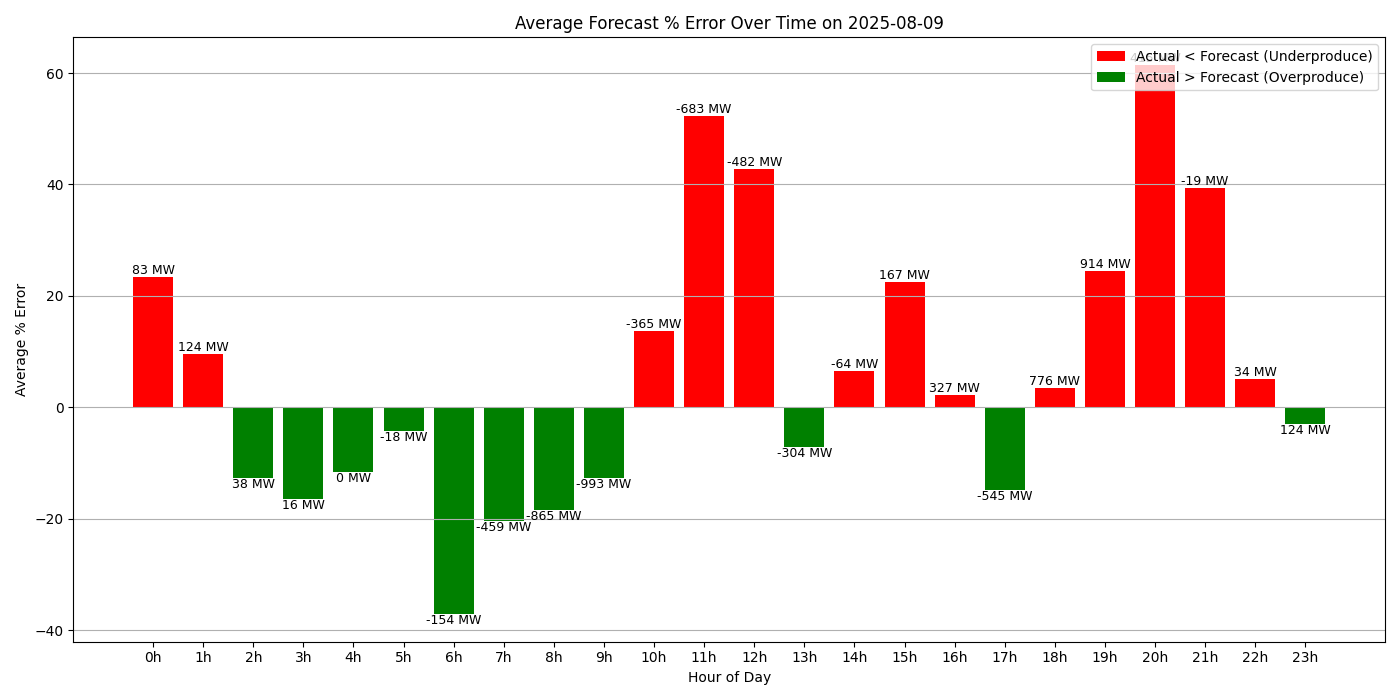 Average Forecast % Error Over Time on 2025-08-09
Actual < Forecast (Underproduce)
Actual > Forecast (Overproduce)
Average % Error
60
40
20
0
−20
−40
83 MW
124 MW
38 MW
16 MW
0 MW
-18 MW
-154 MW
-459 MW
-865 MW
-993 MW
-365 MW
-683 MW
-482 MW
-304 MW
-64 MW
167 MW
327 MW
-545 MW
776 MW
914 MW
-19 MW
34 MW
124 MW
0h 1h 2h 3h 4h 5h 6h 7h 8h 9h 10h 11h 12h 13h 14h 15h 16h 17h 18h 19h 20h 21h 22h 23h
Hour of Day